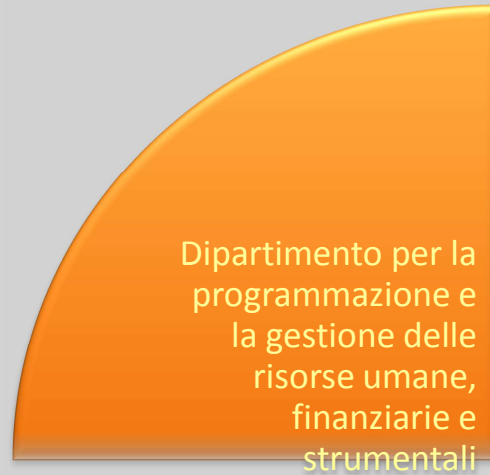 Dipartimento per la
programmazione e
la gestione delle
risorse umane,
finanziarie e
strumentali